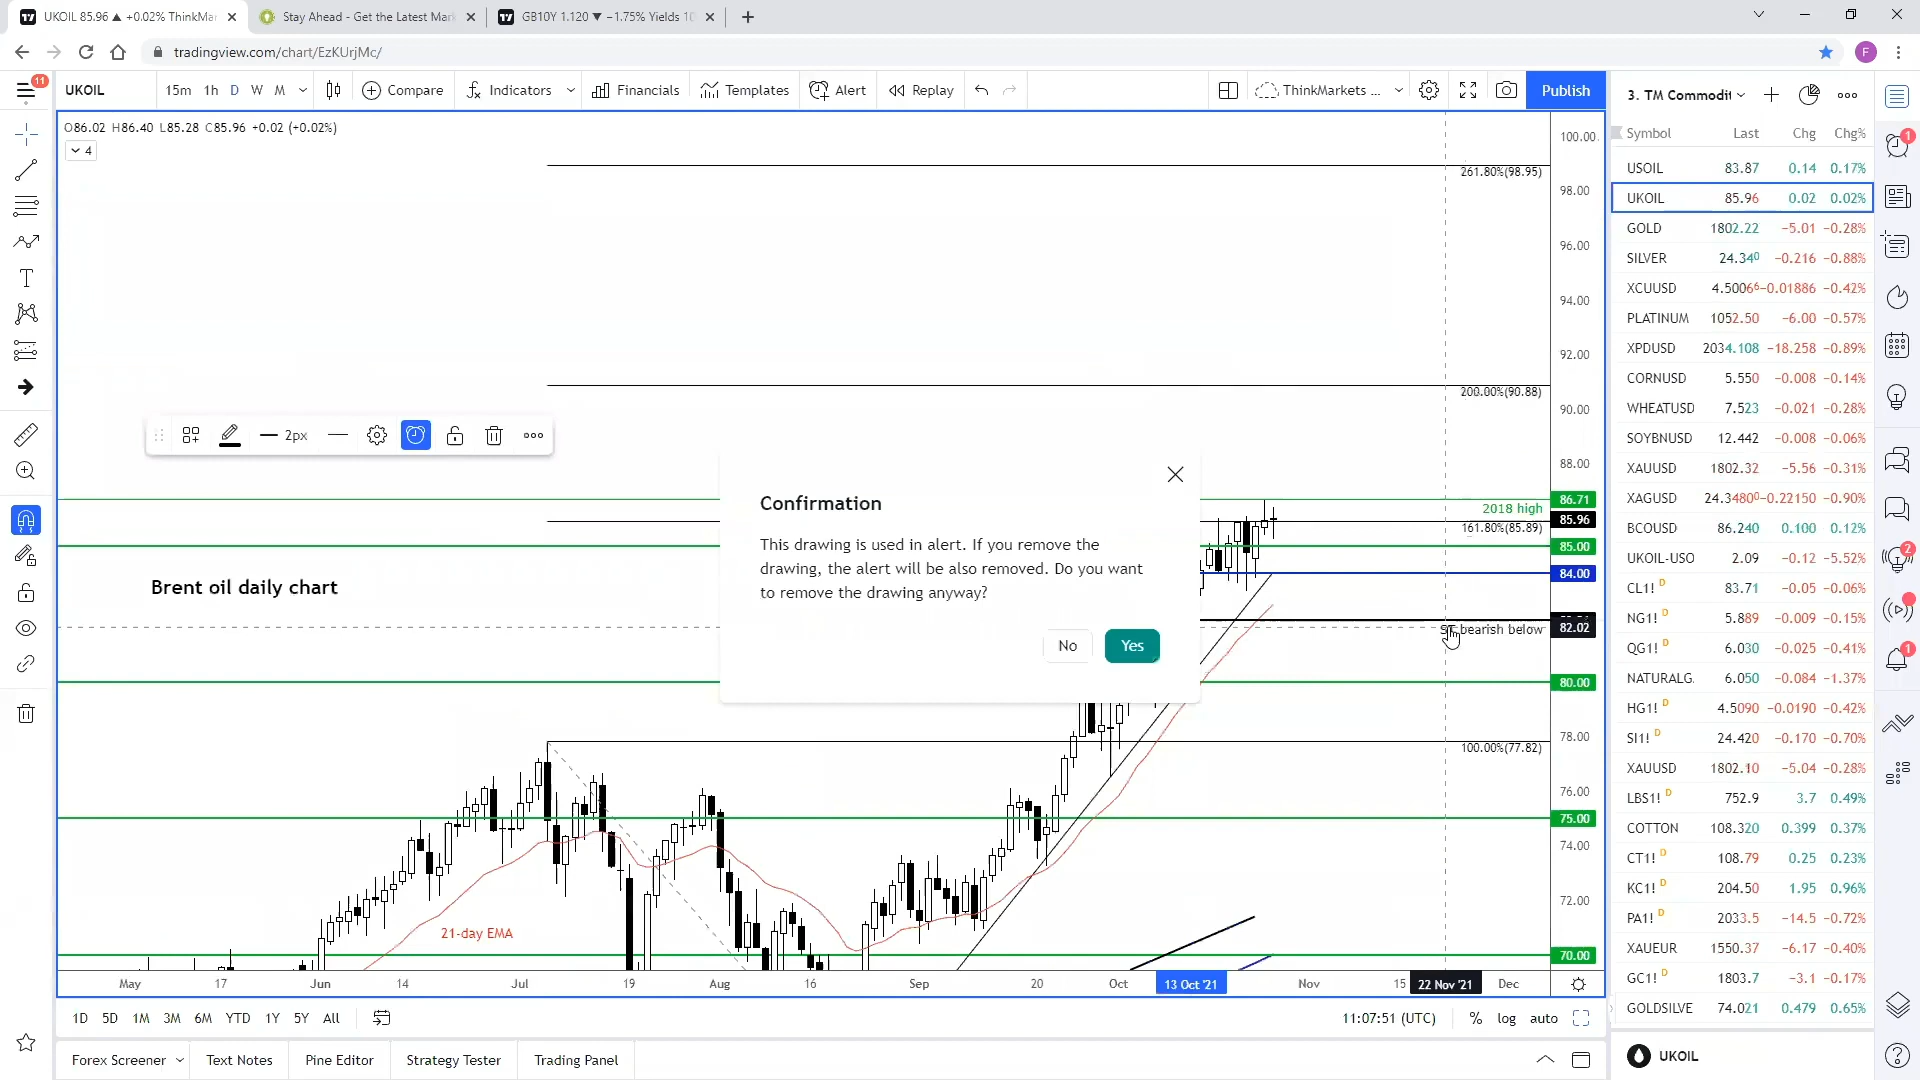 UKOIL 85.96 ▲ +0.02% ThinkMar
Stay Ahead - Get the Latest Mark
GB10Y 1.120 ▼ −1.75% Yields 10
tradingview.com/chart/EzKUrjMc/
F
11
UKOIL
15m 1h D W M
Compare
Indicators
Financials
Templates
Alert
Replay
ThinkMarkets ...
Publish
O86.02 H86.40 L85.28 C85.96 +0.02 (+0.02%)
4
261.80%(98.95)
200.00%(90.88)
2px
2018 high
161.80%(85.89)
Confirmation
This drawing is used in alert. If you remove the
drawing, the alert will be also removed. Do you want
to remove the drawing anyway?
No
Yes
Brent oil daily chart
ST bearish below
100.00%(77.82)
21-day EMA
100.00
98.00
96.00
94.00
92.00
90.00
88.00
86.71
85.96
85.00
84.00
82.02
80.00
78.00
76.00
75.00
74.00
72.00
70.00
May 17 Jun 14 Jul 19 Aug 16 Sep 20 Oct 13 Oct '21 Nov 15 22 Nov '21 Dec
1D 5D 1M 3M 6M YTD 1Y 5Y All
11:07:51 (UTC) % log auto
Forex Screener
Text Notes
Pine Editor
Strategy Tester
Trading Panel
3. TM Commodit
Symbol Last Chg Chg%
USOIL 83.87 0.14 0.17%
UKOIL 85.96 0.02 0.02%
GOLD 1802.22 −5.01 −0.28%
SILVER 24.340 −0.216 −0.88%
XCUUSD 4.50066 −0.01886 −0.42%
PLATINUM 1052.50 −6.00 −0.57%
XPDUSD 2034.108 −18.258 −0.89%
CORNUSD 5.550 −0.008 −0.14%
WHEATUSD 7.523 −0.021 −0.28%
SOYBNUSD 12.442 −0.008 −0.06%
XAUUSD 1802.32 −5.56 −0.31%
XAGUSD 24.3480 −0.22150 −0.90%
BCOUSD 86.240 0.100 0.12%
UKOIL-USO 2.09 −0.12 −5.52%
CL1! D 83.71 −0.05 −0.06%
NG1! D 5.889 −0.009 −0.15%
QG1! D 6.030 −0.025 −0.41%
NATURALG. 6.050 −0.084 −1.37%
HG1! D 4.5090 −0.0190 −0.42%
SI1! D 24.420 −0.170 −0.70%
XAUUSD 1802.10 −5.04 −0.28%
LBS1! D 752.9 3.7 0.49%
COTTON 108.320 0.399 0.37%
CT1! D 108.79 0.25 0.23%
KC1! D 204.50 1.95 0.96%
PA1! D 2033.5 −14.5 −0.72%
XAUEUR 1550.37 −6.17 −0.40%
GC1! D 1803.7 −3.1 −0.17%
GOLDSILVE 74.021 0.479 0.65%
UKOIL
1
2
1